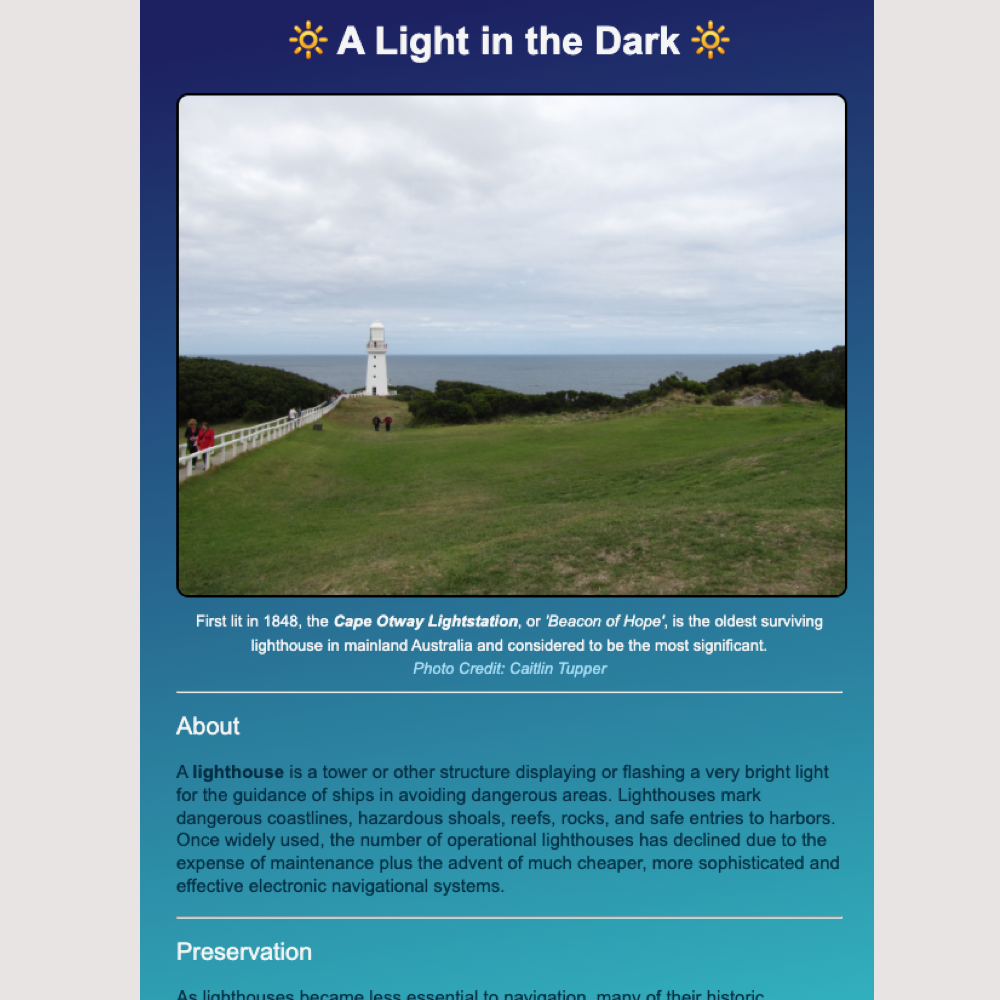 🔆 A Light in the Dark 🔆
First lit in 1848, the Cape Otway Lightstation, or 'Beacon of Hope', is the oldest surviving
lighthouse in mainland Australia and considered to be the most significant.
Photo Credit: Caitlin Tupper
About
A lighthouse is a tower or other structure displaying or flashing a very bright light
for the guidance of ships in avoiding dangerous areas. Lighthouses mark
dangerous coastlines, hazardous shoals, reefs, rocks, and safe entries to harbors.
Once widely used, the number of operational lighthouses has declined due to the
expense of maintenance plus the advent of much cheaper, more sophisticated and
effective electronic navigational systems.
Preservation
As lighthouses became less essential to navigation, many of their historic